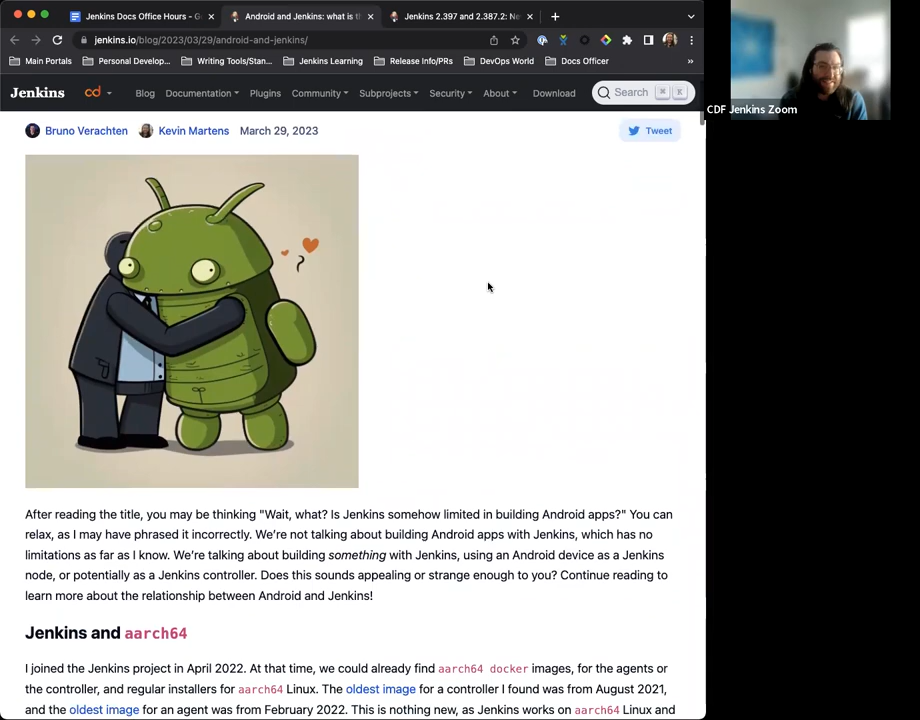 Jenkins Docs Office Hours - G
Android and Jenkins: what is th
Jenkins 2.397 and 2.387.2: Ne
jenkins.io/blog/2023/03/29/android-and-jenkins/
Main Portals
Personal Develop...
Writing Tools/Stan...
Jenkins Learning
Release Info/PRs
DevOps World
Docs Officer
»
Jenkins
cd
Blog
Documentation
Plugins
Community
Subprojects
Security
About
Download
Search
⌘
K
CDF Jenkins Zoom
Bruno Verachten
Kevin Martens
March 29, 2023
Tweet
After reading the title, you may be thinking "Wait, what? Is Jenkins somehow limited in building Android apps?" You can
relax, as I may have phrased it incorrectly. We're not talking about building Android apps with Jenkins, which has no
limitations as far as I know. We're talking about building something with Jenkins, using an Android device as a Jenkins
node, or potentially as a Jenkins controller. Does this sounds appealing or strange enough to you? Continue reading to
learn more about the relationship between Android and Jenkins!
Jenkins and aarch64
I joined the Jenkins project in April 2022. At that time, we could already find aarch64 docker images, for the agents or
the controller, and regular installers for aarch64 Linux. The oldest image for a controller I found was from August 2021,
and the oldest image for an agent was from February 2022. This is nothing new, as Jenkins works on aarch64 Linux and